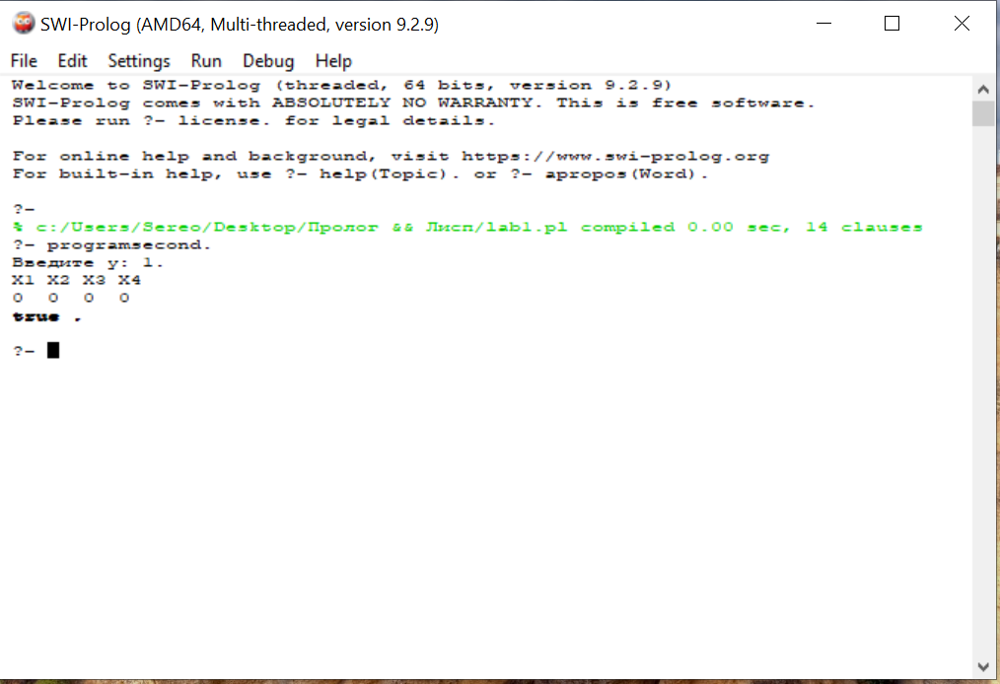 SWI-Prolog (AMD64, Multi-threaded, version 9.2.9)
File Edit Settings Run Debug Help
Welcome to SWI-Prolog (threaded, 64 bits, version 9.2.9)
SWI-Prolog comes with ABSOLUTELY NO WARRANTY. This is free software.
Please run ?- license. for legal details.
For online help and background, visit https://www.swi-prolog.org
For built-in help, use ?- help(Topic). or ?- apropos(Word).
?-
% c:/Users/Sereo/Desktop/Пролог && Лисп/lab1.pl compiled 0.00 sec, 14 clauses
?- programsecond.
Введите y: 1.
X1 X2 X3 X4
0 0 0 0
true .
?-